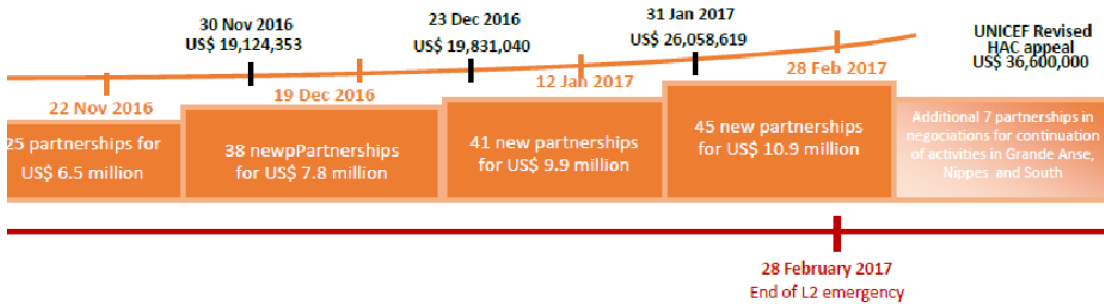 30 Nov 2016
US$ 19,124,353
23 Dec 2016
US$ 19,831,040
31 Jan 2017
US$ 26,058,619
UNICEF Revised
HAC appeal
US$ 36,600,000
22 Nov 2016
19 Dec 2016
12 Jan 2017
28 Feb 2017
25 partnerships for
US$ 6.5 million
38 newpPartnerships
for US$ 7.8 million
41 new partnerships
for US$ 9.9 million
45 new partnerships
for US$ 10.9 million
Additional 7 partnerships in
negociations for continuation
of activities in Grande Anse,
Nippes and South
28 February 2017
End of L2 emergency